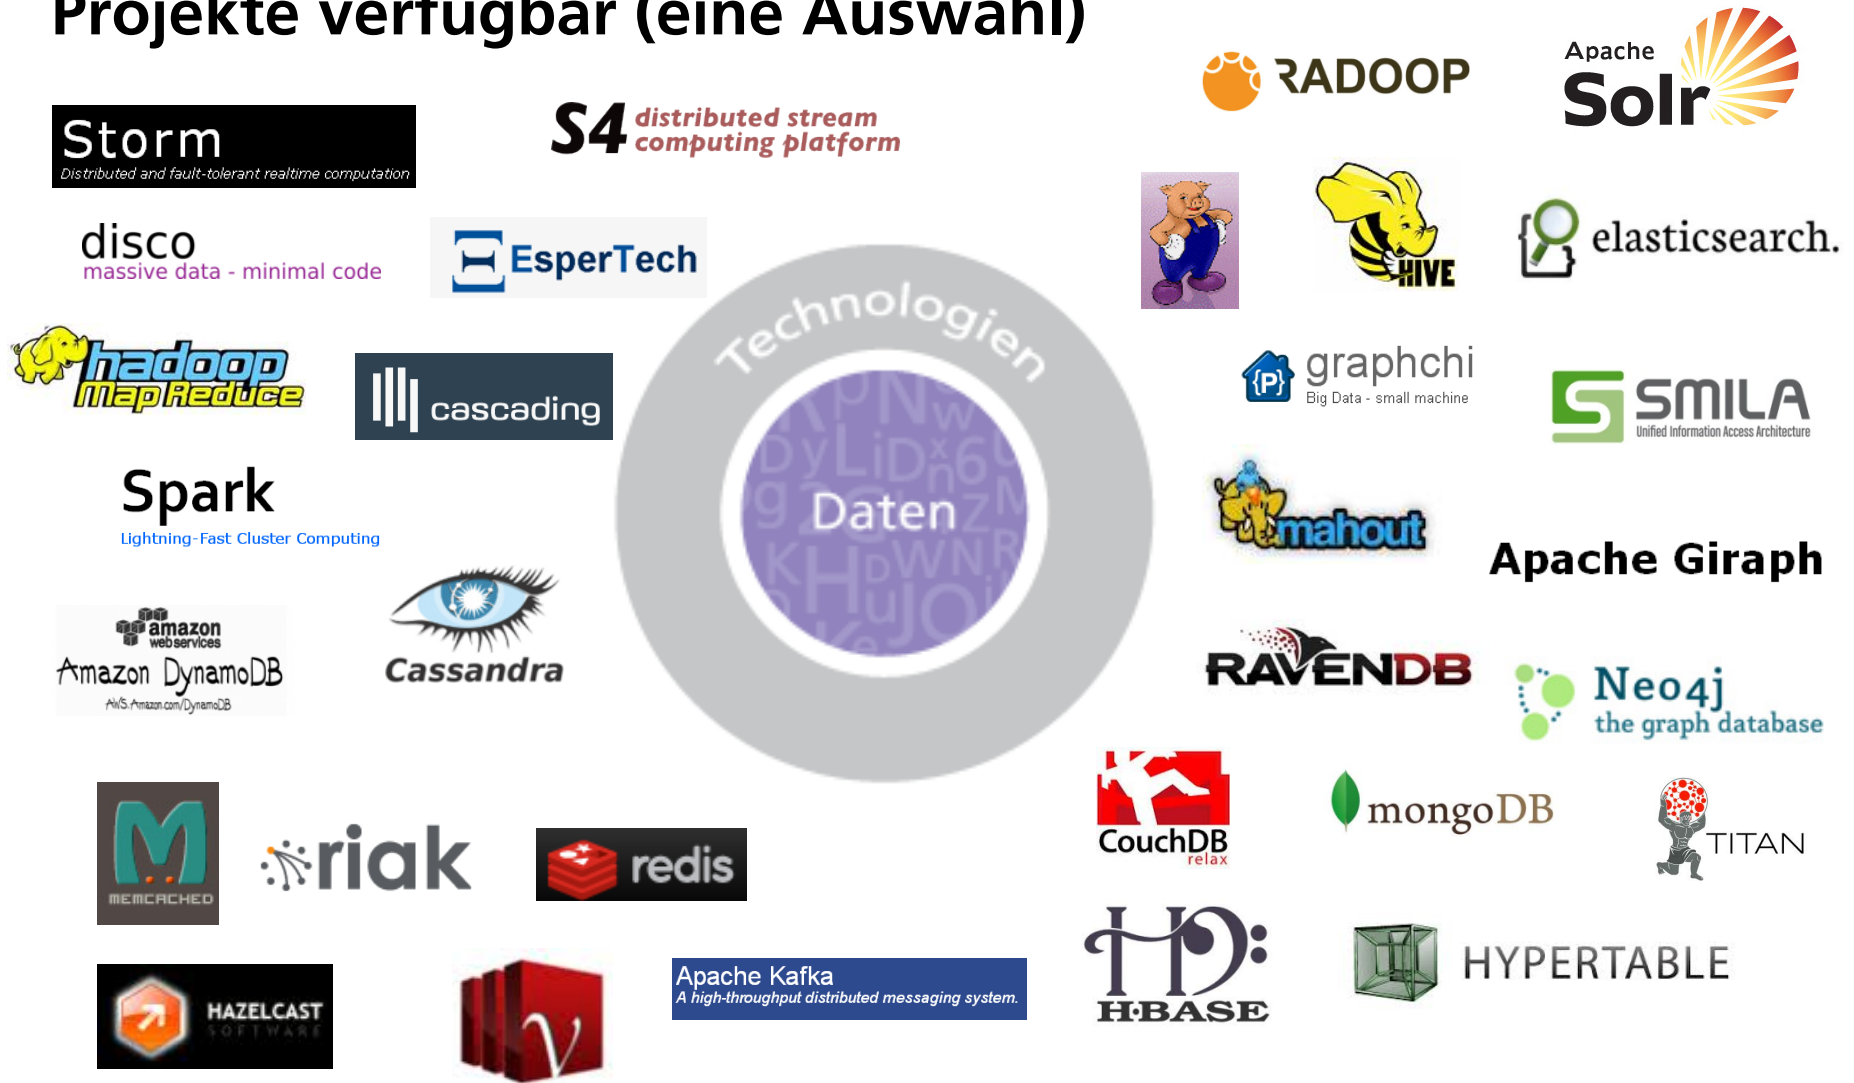 Projekte verfügbar (eine Auswahl)
RADOOP
Apache
Solr
Storm
Distributed and fault-tolerant realtime computation
S4 distributed stream
computing platform
disco
massive data - minimal code
EsperTech
HIVE
elasticsearch.
Technologien
Daten
hadoop
Map Reduce
cascading
graphchi
Big Data - small machine
{P}
SMILA
Unified Information Access Architecture
Spark
Lightning-Fast Cluster Computing
mahout
Apache Giraph
amazon
webservices
Amazon DynamoDB
AWS.Amazon.com/DynamoDB
Cassandra
RAVENDB
Neo4j
the graph database
MEMCACHED
riak
redis
CouchDB
relax
mongoDB
TITAN
HAZELCAST
SOFTWARE
V
Apache Kafka
A high-throughput distributed messaging system.
H·BASE
HYPERTABLE